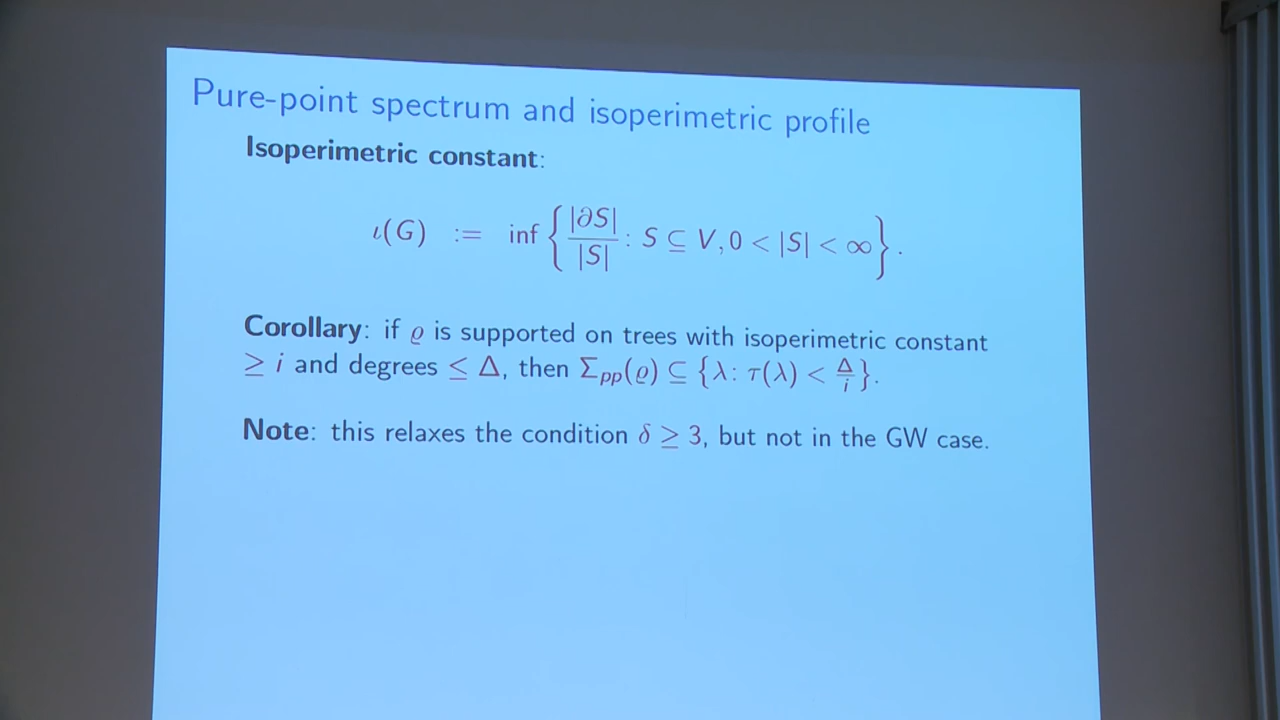 Pure-point spectrum and isoperimetric profile
Isoperimetric constant:
ι(G) := inf { |∂S| / |S| : S ⊆ V, 0 < |S| < ∞ } .
Corollary: if ϱ is supported on trees with isoperimetric constant
≥ i and degrees ≤ Δ, then Σpp(ϱ) ⊆ {λ: τ(λ) < Δ/i}.
Note: this relaxes the condition δ ≥ 3, but not in the GW case.